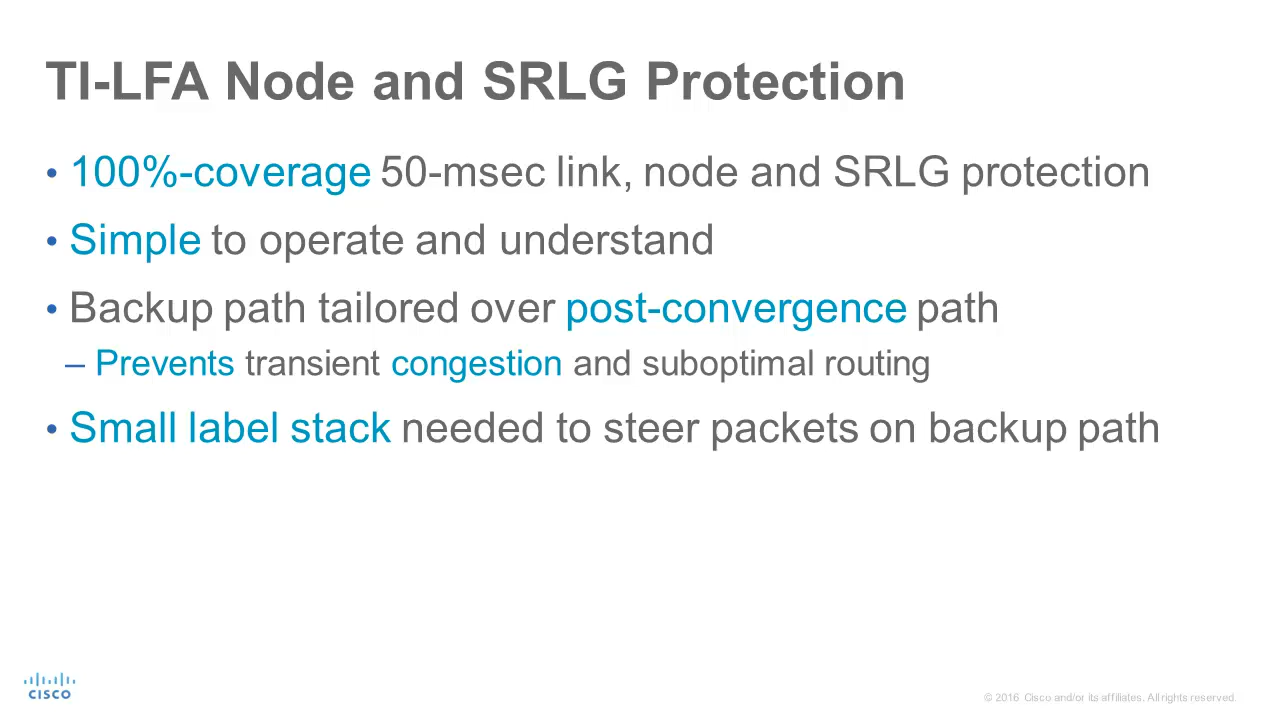 TI-LFA Node and SRLG Protection
• 100%-coverage 50-msec link, node and SRLG protection
• Simple to operate and understand
• Backup path tailored over post-convergence path
– Prevents transient congestion and suboptimal routing
• Small label stack needed to steer packets on backup path
CISCO
© 2016 Cisco and/or its affiliates. All rights reserved.